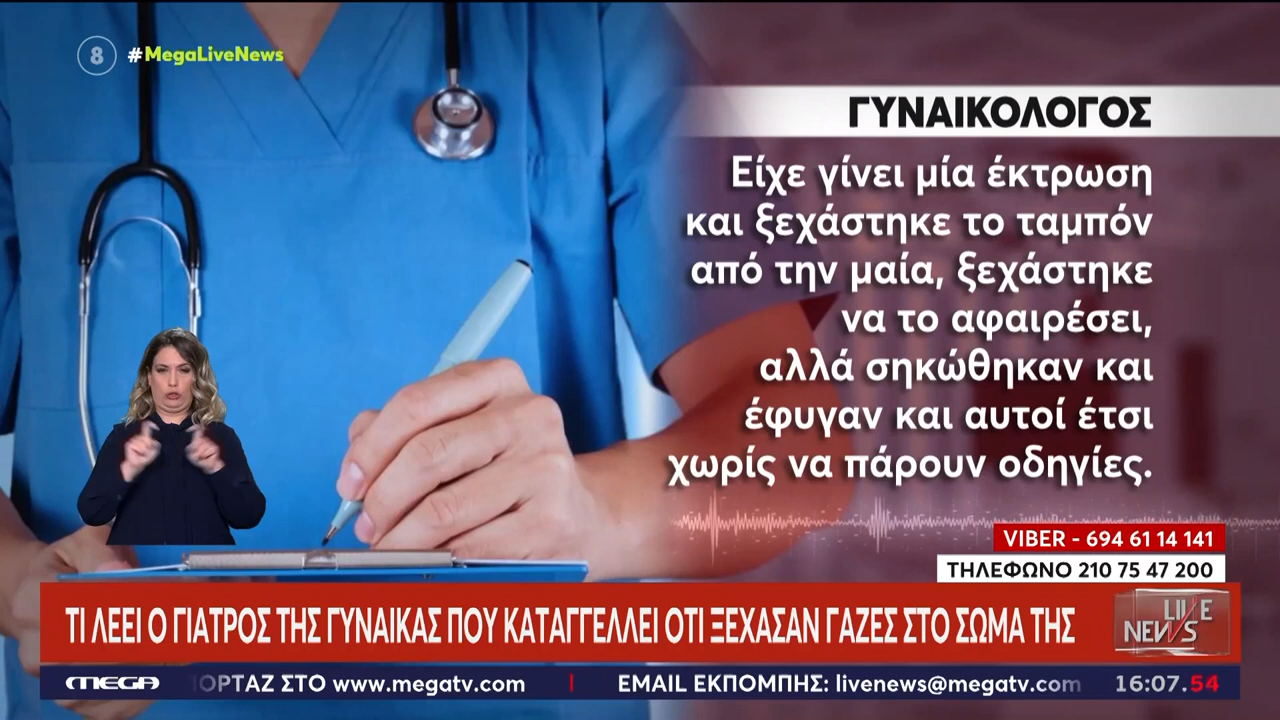 8 #MegaLiveNews
ΓΥΝΑΙΚΟΛΟΓΟΣ
Είχε γίνει μία έκτρωση
και ξεχάστηκε το ταμπόν
από την μαία, ξεχάστηκε
να το αφαιρέσει,
αλλά σηκώθηκαν και
έφυγαν και αυτοί έτσι
χωρίς να πάρουν οδηγίες.
VIBER - 694 61 14 141
ΤΗΛΕΦΩΝΟ 210 75 47 200
ΤΙ ΛΕΕΙ Ο ΓΙΑΤΡΟΣ ΤΗΣ ΓΥΝΑΙΚΑΣ ΠΟΥ ΚΑΤΑΓΓΕΛΛΕΙ ΟΤΙ ΞΕΧΑΣΑΝ ΓΑΖΕΣ ΣΤΟ ΣΩΜΑ ΤΗΣ
LIVE
NEWS
MEGA ΟΡΤΑΖ ΣΤΟ www.megatv.com | EMAIL ΕΚΠΟΜΠΗΣ: livenews@megatv.com 16:07.54